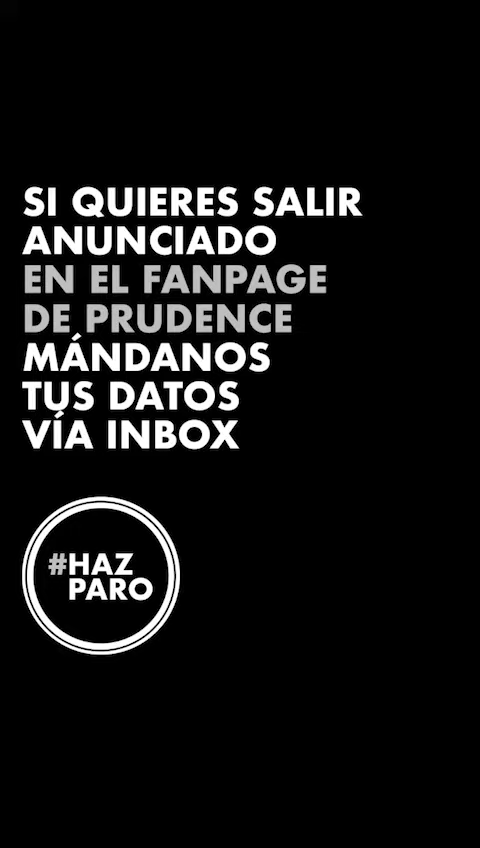 SI QUIERES SALIR
ANUNCIADO
EN EL FANPAGE
DE PRUDENCE
MÁNDANOS
TUS DATOS
VÍA INBOX
#HAZ
PARO